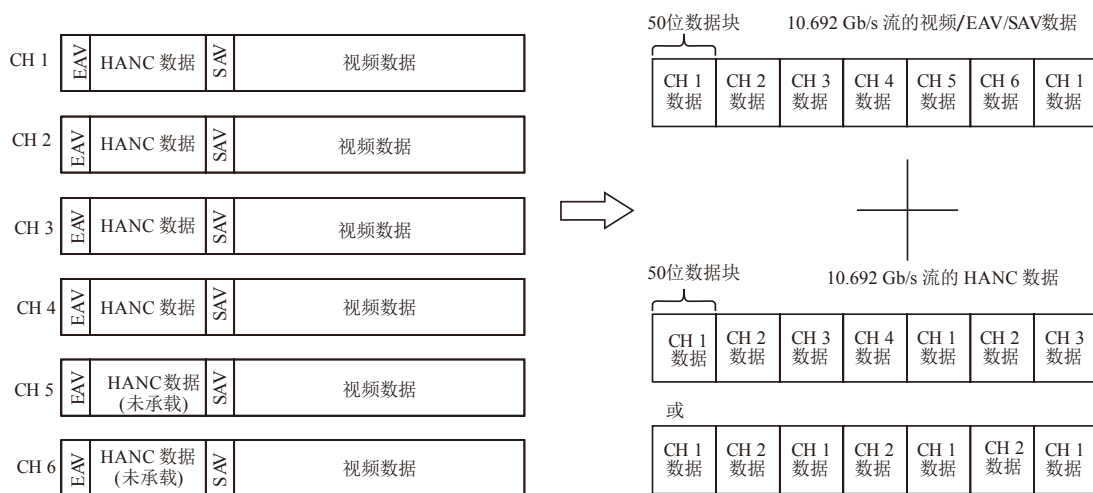 CH 1
EAV
HANC 数据
SAV
视频数据
CH 2
EAV
HANC 数据
SAV
视频数据
CH 3
EAV
HANC 数据
SAV
视频数据
CH 4
EAV
HANC 数据
SAV
视频数据
CH 5
EAV
HANC数据
(未承载)
SAV
视频数据
CH 6
EAV
HANC 数据
(未承载)
SAV
视频数据
50位数据块
10.692 Gb/s 流的视频/EAV/SAV数据
CH 1 CH 2 CH 3 CH 4 CH 5 CH 6 CH 1
数据 数据 数据 数据 数据 数据 数据
50位数据块
10.692 Gb/s 流的 HANC 数据
CH 1 CH 2 CH 3 CH 4 CH 1 CH 2 CH 3
数据 数据 数据 数据 数据 数据 数据
或
CH 1 CH 2 CH 1 CH 2 CH 1 CH 2 CH 1
数据 数据 数据 数据 数据 数据 数据